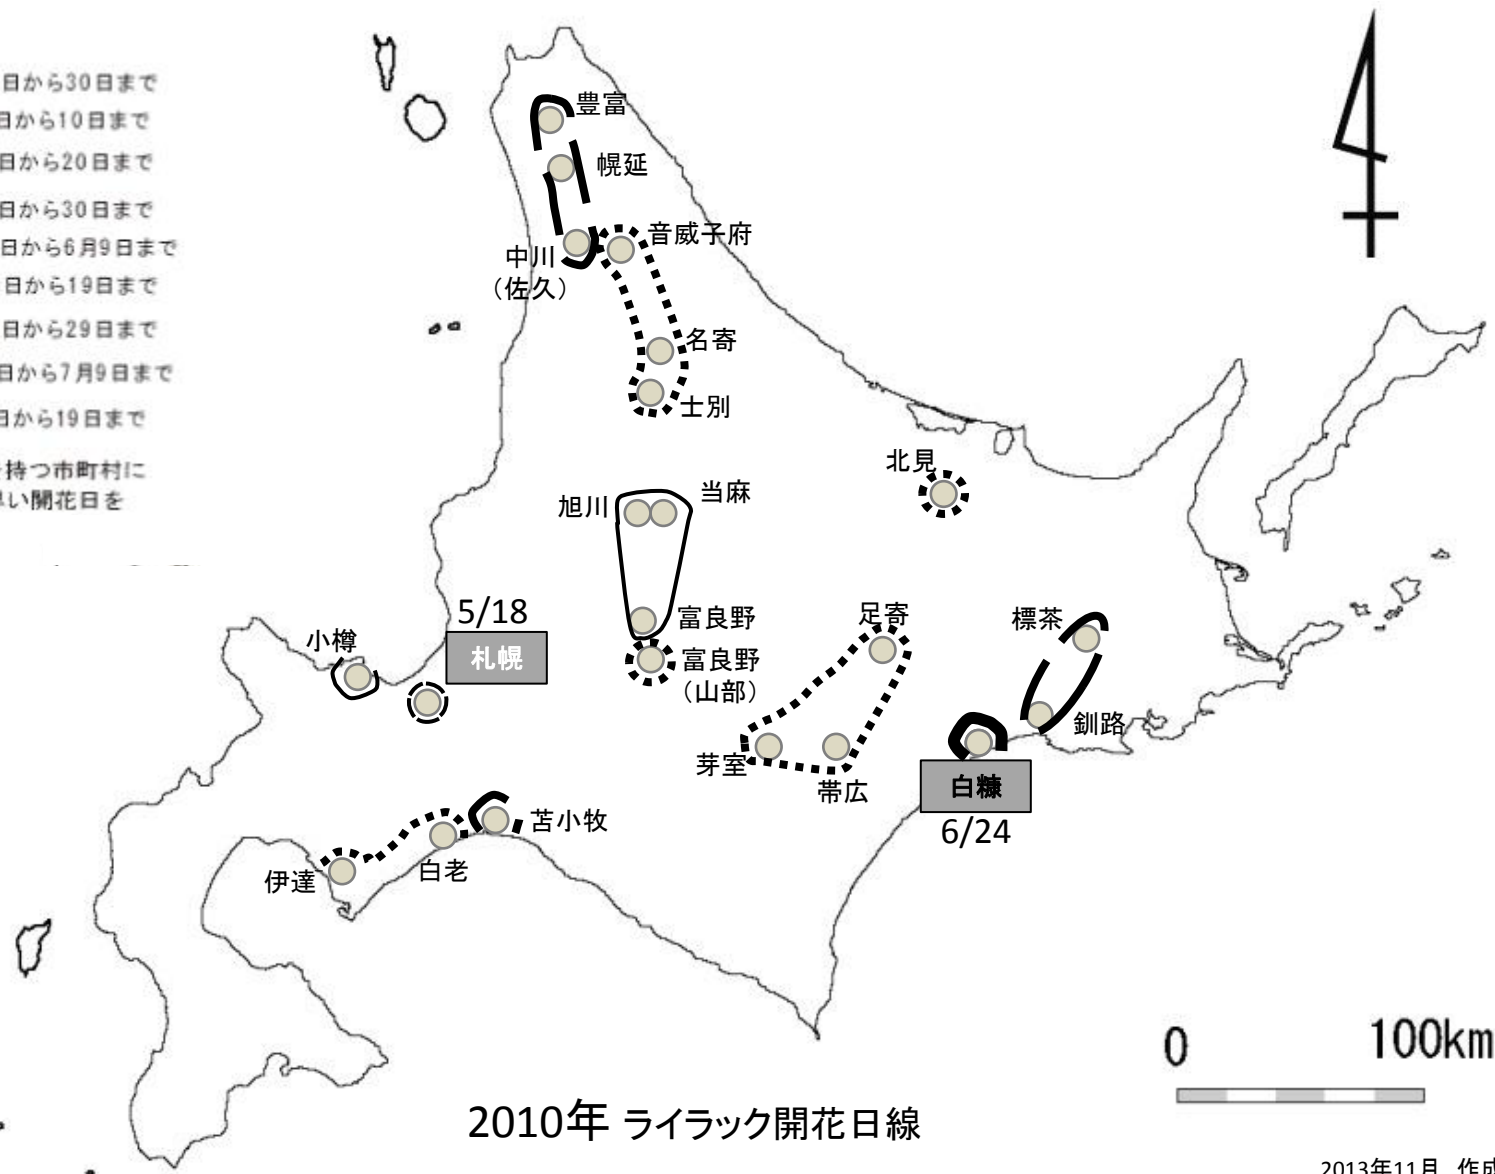 日から30日まで
日から10日まで
日から20日まで
日から30日まで
日から6月9日まで
日から19日まで
日から29日まで
日から7月9日まで
日から19日まで
持つ市町村に
い開花日を
豊富
幌延
音威子府
中川
（佐久）
名寄
士別
北見
旭川
当麻
富良野
富良野
（山部）
5/18
札幌
小樽
足寄
標茶
釧路
芽室
帯広
白糠
6/24
苫小牧
白老
伊達
0 100km
2010年 ライラック開花日線
2013年11月 作成